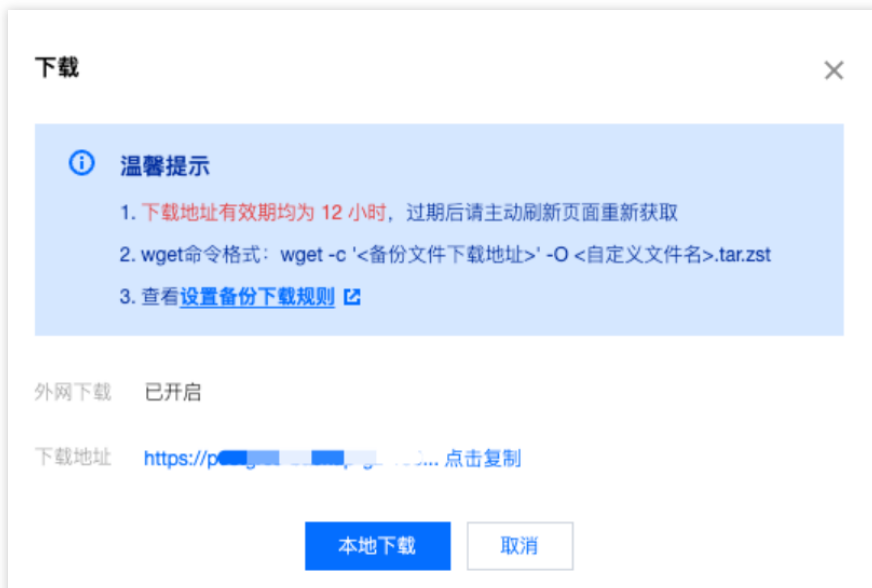 下载
温馨提示
1. 下载地址有效期均为 12 小时，过期后请主动刷新页面重新获取
2. wget命令格式：wget -c '<备份文件下载地址>' -O <自定义文件名>.tar.zst
3. 查看设置备份下载规则
外网下载 已开启
下载地址 https://p... 点击复制
本地下载 取消